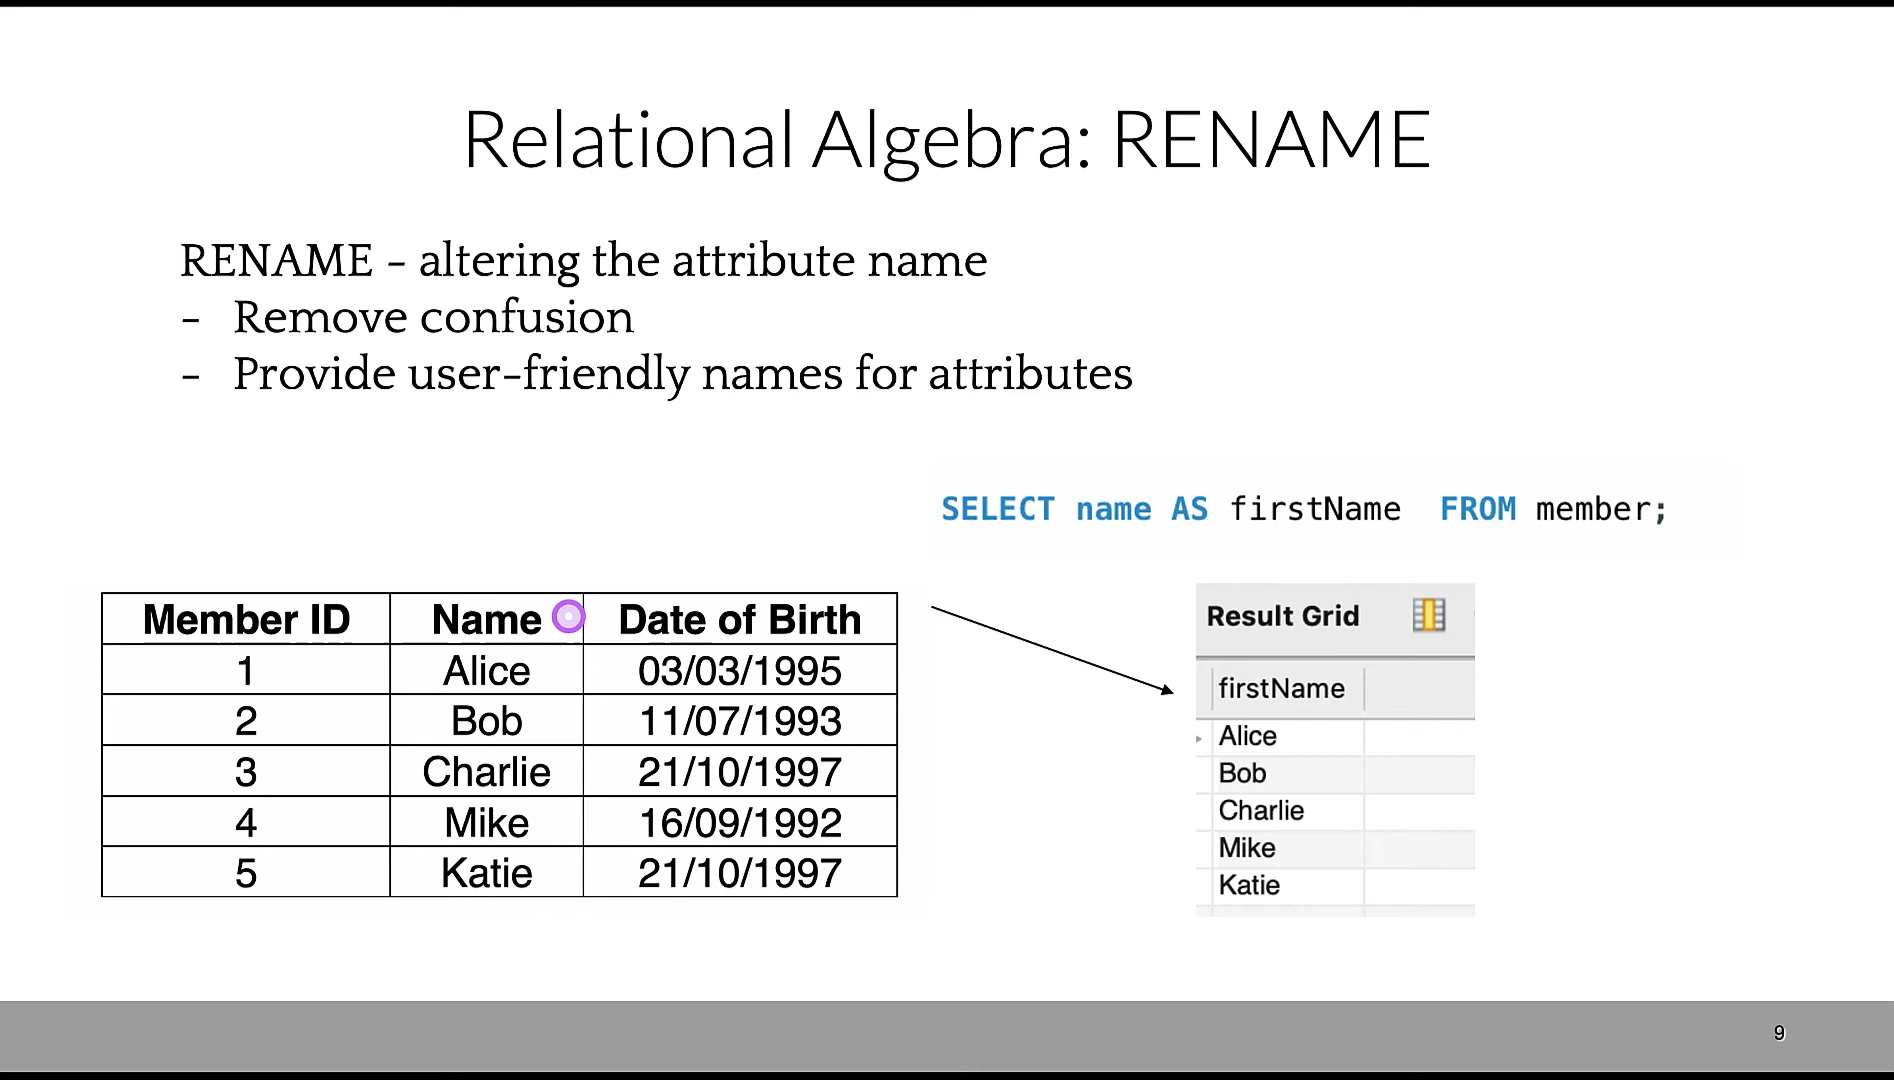 Relational Algebra: RENAME
RENAME - altering the attribute name
- Remove confusion
- Provide user-friendly names for attributes
SELECT name AS firstName FROM member;
Member ID Name Date of Birth
1 Alice 03/03/1995
2 Bob 11/07/1993
3 Charlie 21/10/1997
4 Mike 16/09/1992
5 Katie 21/10/1997
Result Grid
firstName
Alice
Bob
Charlie
Mike
Katie
9